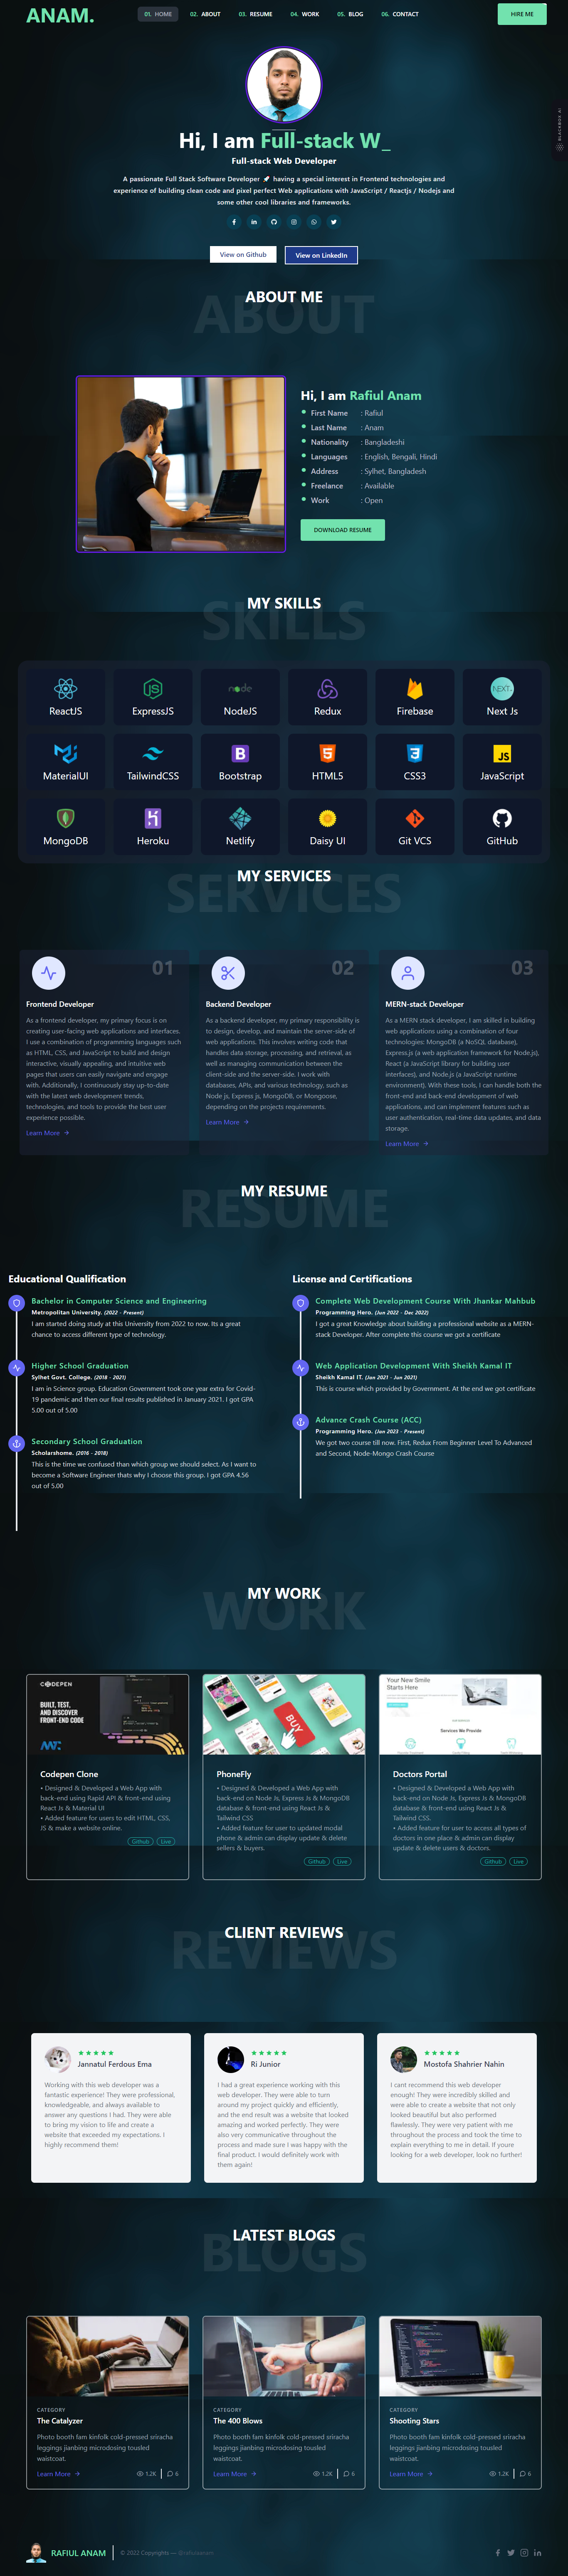 ANAM.
01. HOME
02. ABOUT
03. RESUME
04. WORK
05. BLOG
06. CONTACT
HIRE ME
BLACKBOX AI
Hi, I am Full-stack W_
Full-stack Web Developer
A passionate Full Stack Software Developer 🚀 having a special interest in Frontend technologies and
experience of building clean code and pixel perfect Web applications with JavaScript / Reactjs / Nodejs and
some other cool libraries and frameworks.
View on Github
View on LinkedIn
ABOUT
ABOUT ME
Hi, I am Rafiul Anam
First Name : Rafiul
Last Name : Anam
Nationality : Bangladeshi
Languages : English, Bengali, Hindi
Address : Sylhet, Bangladesh
Freelance : Available
Work : Open
DOWNLOAD RESUME
SKILLS
MY SKILLS
ReactJS
ExpressJS
NodeJS
Redux
Firebase
Next Js
MaterialUI
TailwindCSS
Bootstrap
HTML5
CSS3
JavaScript
MongoDB
Heroku
Netlify
Daisy UI
Git VCS
GitHub
SERVICES
MY SERVICES
01
Frontend Developer
As a frontend developer, my primary focus is on
creating user-facing web applications and interfaces.
I use a combination of programming languages such
as HTML, CSS, and JavaScript to build and design
interactive, visually appealing, and intuitive web
pages that users can easily navigate and engage
with. Additionally, I continuously stay up-to-date
with the latest web development trends,
technologies, and tools to provide the best user
experience possible.
Learn More
02
Backend Developer
As a backend developer, my primary responsibility is
to design, develop, and maintain the server-side of
web applications. This involves writing code that
handles data storage, processing, and retrieval, as
well as managing communication between the
client-side and the server-side. I work with
databases, APIs, and various technology, such as
Node js, Express js, MongoDB, or Mongoose,
depending on the projects requirements.
Learn More
03
MERN-stack Developer
As a MERN stack developer, I am skilled in building
web applications using a combination of four
technologies: MongoDB (a NoSQL database),
Express.js (a web application framework for Node.js),
React (a JavaScript library for building user
interfaces), and Node.js (a JavaScript runtime
environment). With these tools, I can handle both the
front-end and back-end development of web
applications, and can implement features such as
user authentication, real-time data updates, and data
storage.
Learn More
RESUME
MY RESUME
Educational Qualification
Bachelor in Computer Science and Engineering
Metropolitan University. (2022 - Present)
I am started doing study at this University from 2022 to now. Its a great
chance to access different type of technology.
Higher School Graduation
Sylhet Govt. College. (2018 - 2021)
I am in Science group. Education Government took one year extra for Covid-
19 pandemic and then our final results published in January 2021. I got GPA
5.00 out of 5.00
Secondary School Graduation
Scholarshome. (2016 - 2018)
This is the time we confused than which group we should select. As I want to
become a Software Engineer thats why I choose this group. I got GPA 4.56
out of 5.00
License and Certifications
Complete Web Development Course With Jhankar Mahbub
Programming Hero. (Jun 2022 - Dec 2022)
I got a great Knowledge about building a professional website as a MERN-
stack Developer. After complete this course we got a certificate
Web Application Development With Sheikh Kamal IT
Sheikh Kamal IT. (Jan 2021 - Jun 2021)
This is course which provided by Government. At the end we got certificate
Advance Crash Course (ACC)
Programming Hero. (Jan 2023 - Present)
We got two course till now. First, Redux From Beginner Level To Advanced
and Second, Node-Mongo Crash Course
WORK
MY WORK
CODEPEN
BUILT, TEST,
AND DISCOVER
FRONT-END CODE
Codepen Clone
• Designed & Developed a Web App with
back-end using Rapid API & front-end using
React Js & Material UI
• Added feature for users to edit HTML, CSS,
JS & make a website online.
Github
Live
BUY
PhoneFly
• Designed & Developed a Web App with
back-end on Node Js, Express Js & MongoDB
database & front-end using React Js &
Tailwind CSS
• Added feature for user to updated modal
phone & admin can display update & delete
sellers & buyers.
Github
Live
Your New Smile
Starts Here
Services We Provide
Doctors Portal
• Designed & Developed a Web App with
back-end on Node Js, Express Js & MongoDB
database & front-end using React Js &
Tailwind CSS.
• Added feature for user to access all types of
doctors in one place & admin can display
update & delete users & doctors.
Github
Live
REVIEWS
CLIENT REVIEWS
Jannatul Ferdous Ema
Working with this web developer was a
fantastic experience! They were professional,
knowledgeable, and always available to
answer any questions I had. They were able
to bring my vision to life and create a
website that exceeded my expectations. I
highly recommend them!
Ri Junior
I had a great experience working with this
web developer. They were able to turn
around my project quickly and efficiently,
and the end result was a website that looked
amazing and worked perfectly. They were
also very communicative throughout the
process and made sure I was happy with the
final product. I would definitely work with
them again!
Mostofa Shahrier Nahin
I cant recommend this web developer
enough! They were incredibly skilled and
were able to create a website that not only
looked beautiful but also performed
flawlessly. They were very patient with me
throughout the process and took the time to
explain everything to me in detail. If youre
looking for a web developer, look no further!
BLOGS
LATEST BLOGS
CATEGORY
The Catalyzer
Photo booth fam kinfolk cold-pressed sriracha
leggings jianbing microdosing tousled
waistcoat.
Learn More
1.2K
6
CATEGORY
The 400 Blows
Photo booth fam kinfolk cold-pressed sriracha
leggings jianbing microdosing tousled
waistcoat.
Learn More
1.2K
6
CATEGORY
Shooting Stars
Photo booth fam kinfolk cold-pressed sriracha
leggings jianbing microdosing tousled
waistcoat.
Learn More
1.2K
6
RAFIUL ANAM
© 2022 Copyrights —